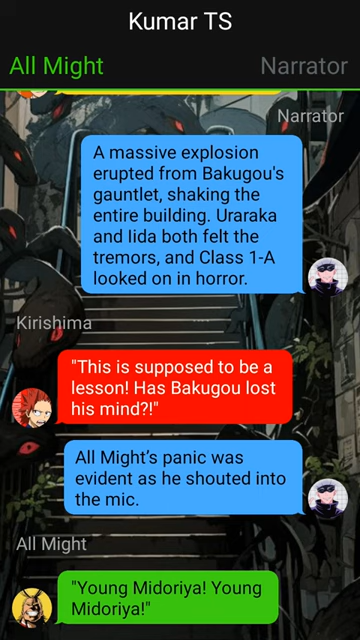 Kumar TS
All Might
Narrator
Narrator
A massive explosion
erupted from Bakugou's
gauntlet, shaking the
entire building. Uraraka
and Iida both felt the
tremors, and Class 1-A
looked on in horror.
Kirishima
"This is supposed to be a
lesson! Has Bakugou lost
his mind?!"
All Might’s panic was
evident as he shouted into
the mic.
All Might
"Young Midoriya! Young
Midoriya!"